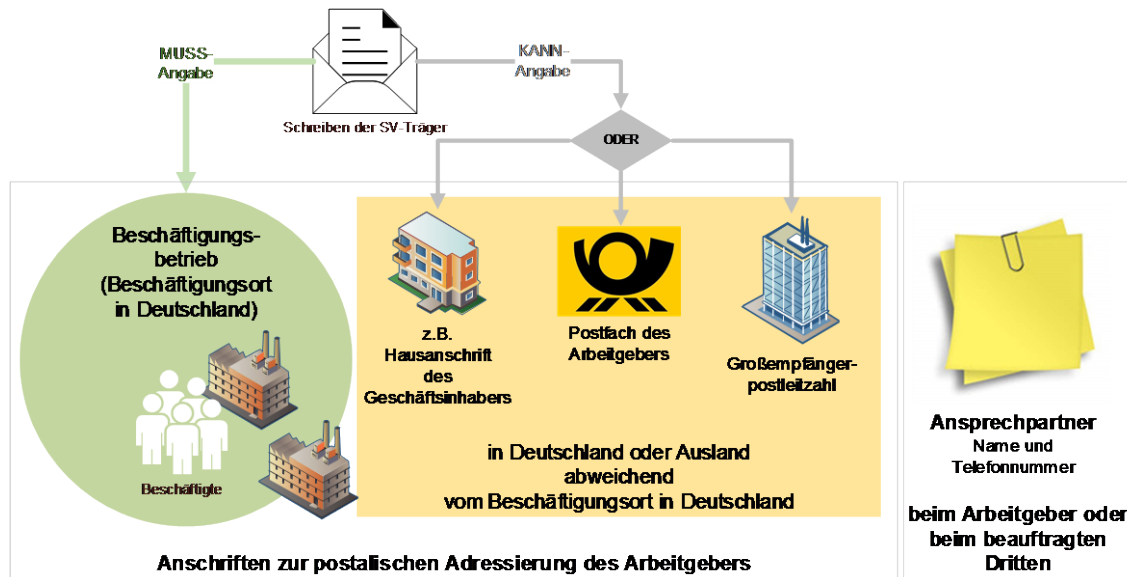 MUSS-
Angabe
KANN-
Angabe
Schreiben der SV-Träger
ODER
Beschäftigungs-
betrieb
(Beschäftigungsort
in Deutschland)
Beschäftigte
z.B.
Hausanschrift
des
Geschäftsinhabers
Postfach des
Arbeitgebers
Großempfänger-
postleitzahl
in Deutschland oder Ausland
abweichend
vom Beschäftigungsort in Deutschland
Anschriften zur postalischen Adressierung des Arbeitgebers
Ansprechpartner
Name und
Telefonnummer
beim Arbeitgeber oder
beim beauftragten
Dritten